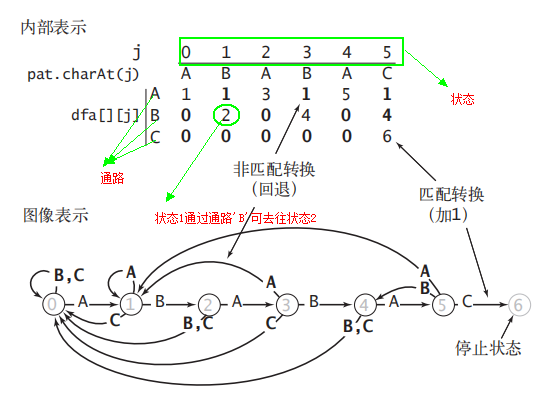 内部表示
j 0 1 2 3 4 5
pat.charAt(j) A B A B A C
A 1 1 3 1 5 1
dfa[][j] B 0 2 0 4 0 4
C 0 0 0 0 0 6
状态
通路
非匹配转换
(回退)
匹配转换
(加1)
状态1通过通路'B'可去往状态2
图像表示
B,C A A A B
0 A 1 B 2 A 3 B 4 A 5 C 6
C B,C C B,C
停止状态